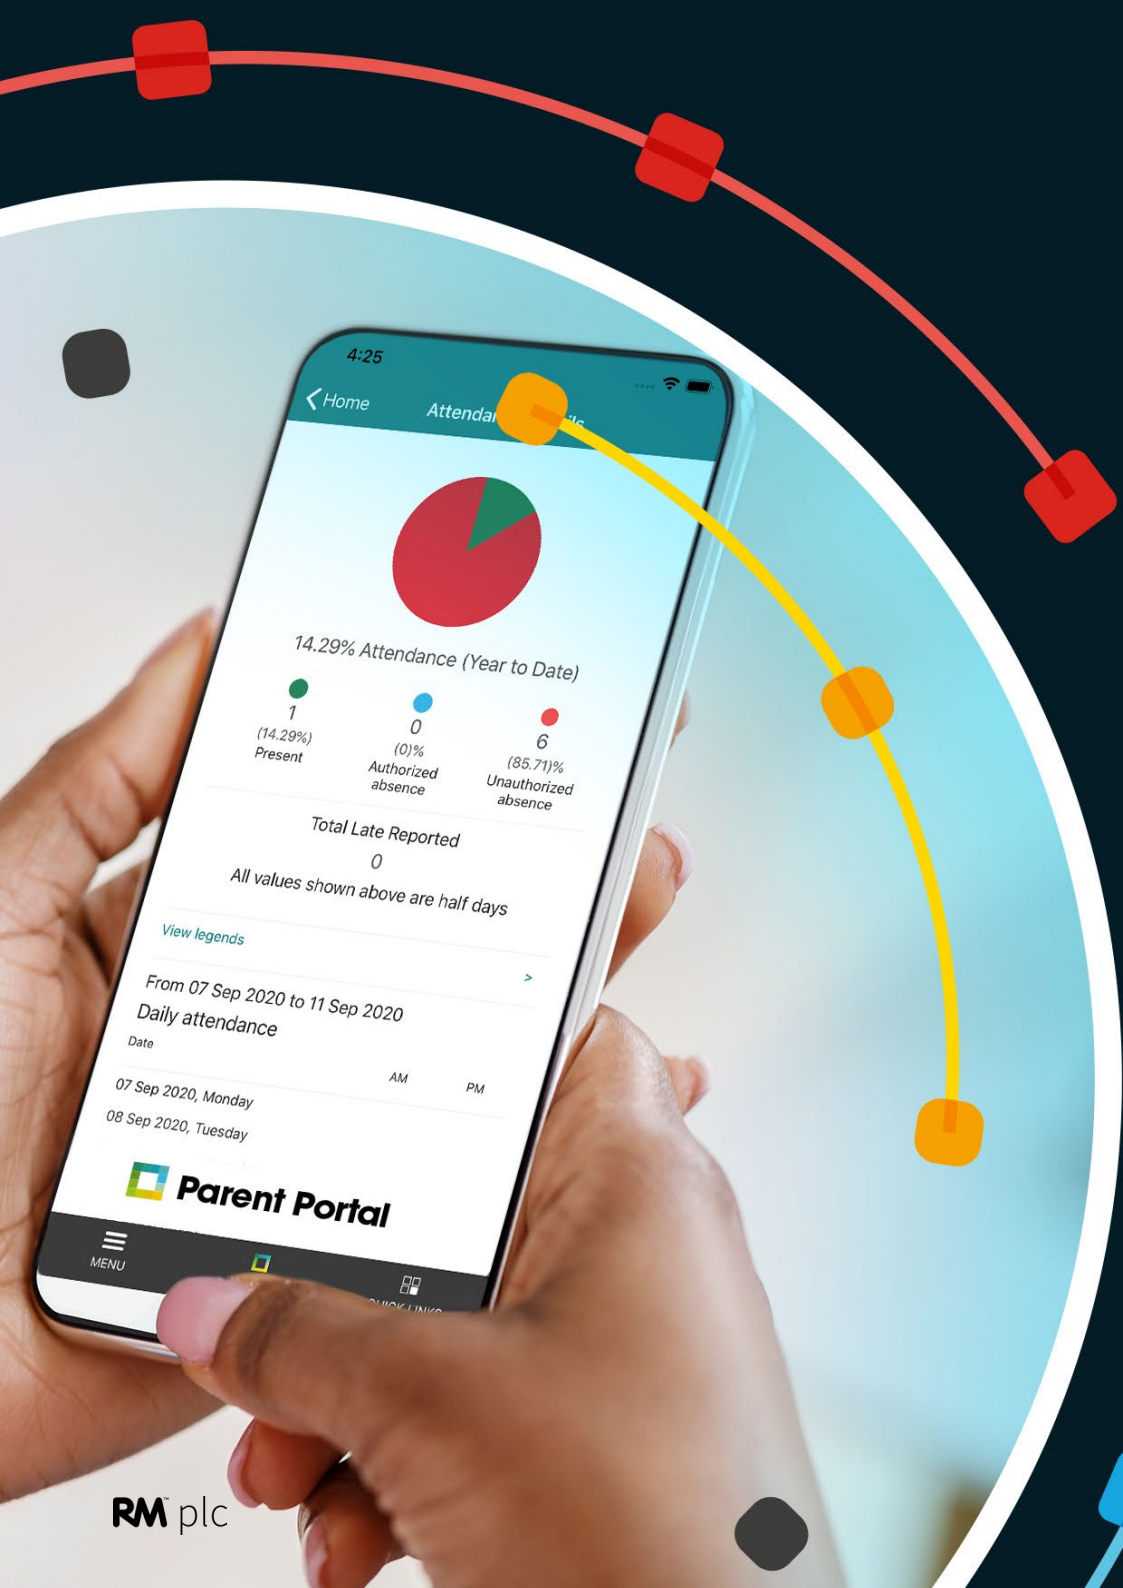 4:25
Home
14.29% Attendance (Year to Date)
1
(14.29%)
Present
0
(0)%
Authorized
absence
6
(85.71)%
Unauthorized
absence
Total Late Reported
0
All values shown above are half days
View legends
>
From 07 Sep 2020 to 11 Sep 2020
Daily attendance
Date
AM PM
07 Sep 2020, Monday
08 Sep 2020, Tuesday
Parent Portal
MENU
QUICK LINKS
RM plc